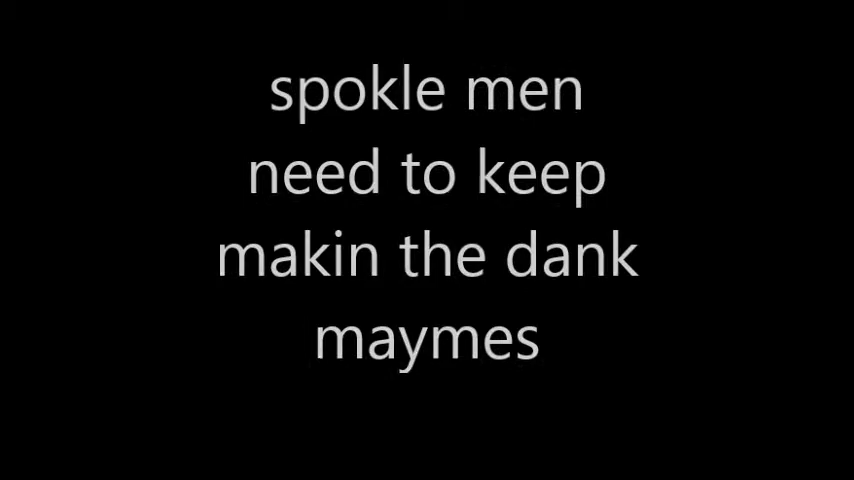 spokle men
need to keep
makin the dank
maymes